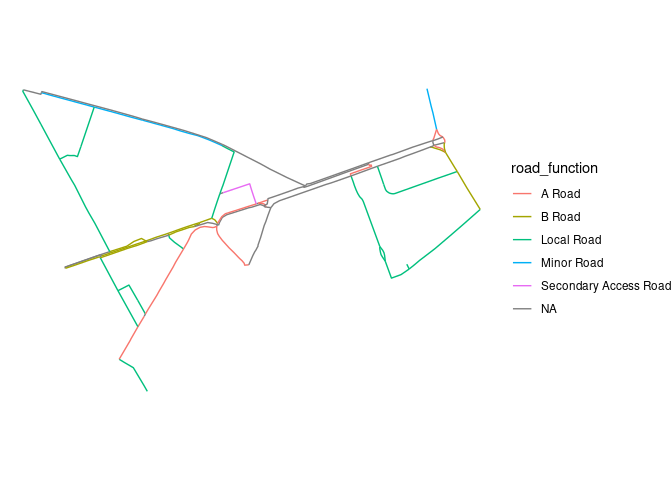 road_function
A Road
B Road
Local Road
Minor Road
Secondary Access Road
NA